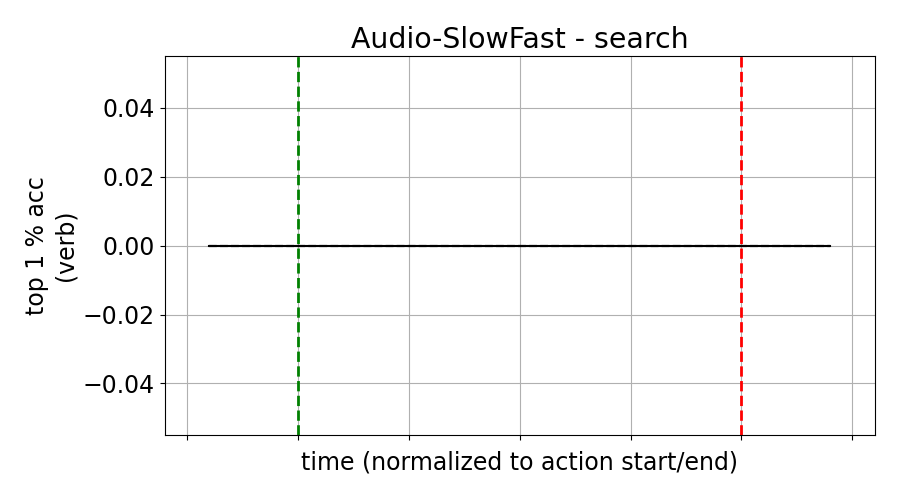 Audio-SlowFast - search
top 1 % acc
(verb)
0.04
0.02
0.00
−0.02
−0.04
time (normalized to action start/end)